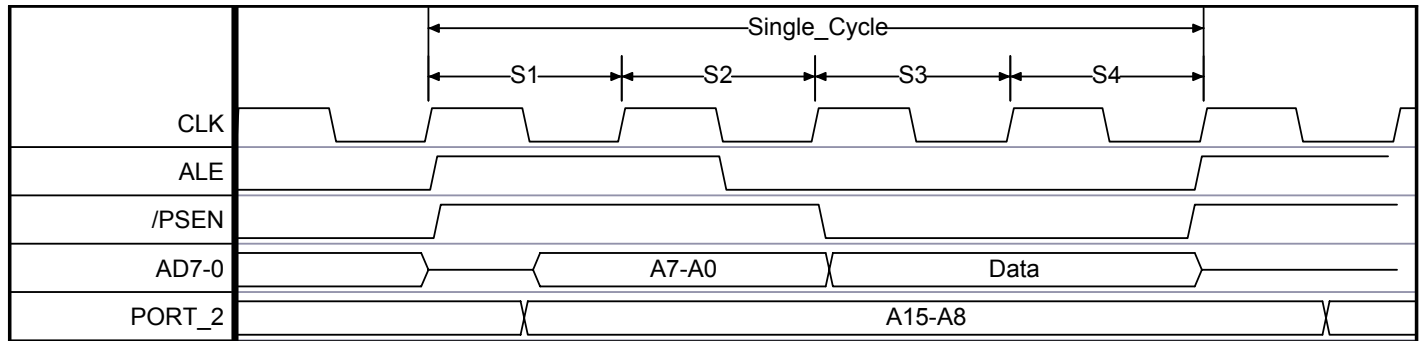 Single_Cycle
S1 S2 S3 S4
CLK
ALE
/PSEN
AD7-0 A7-A0 Data
PORT_2 A15-A8